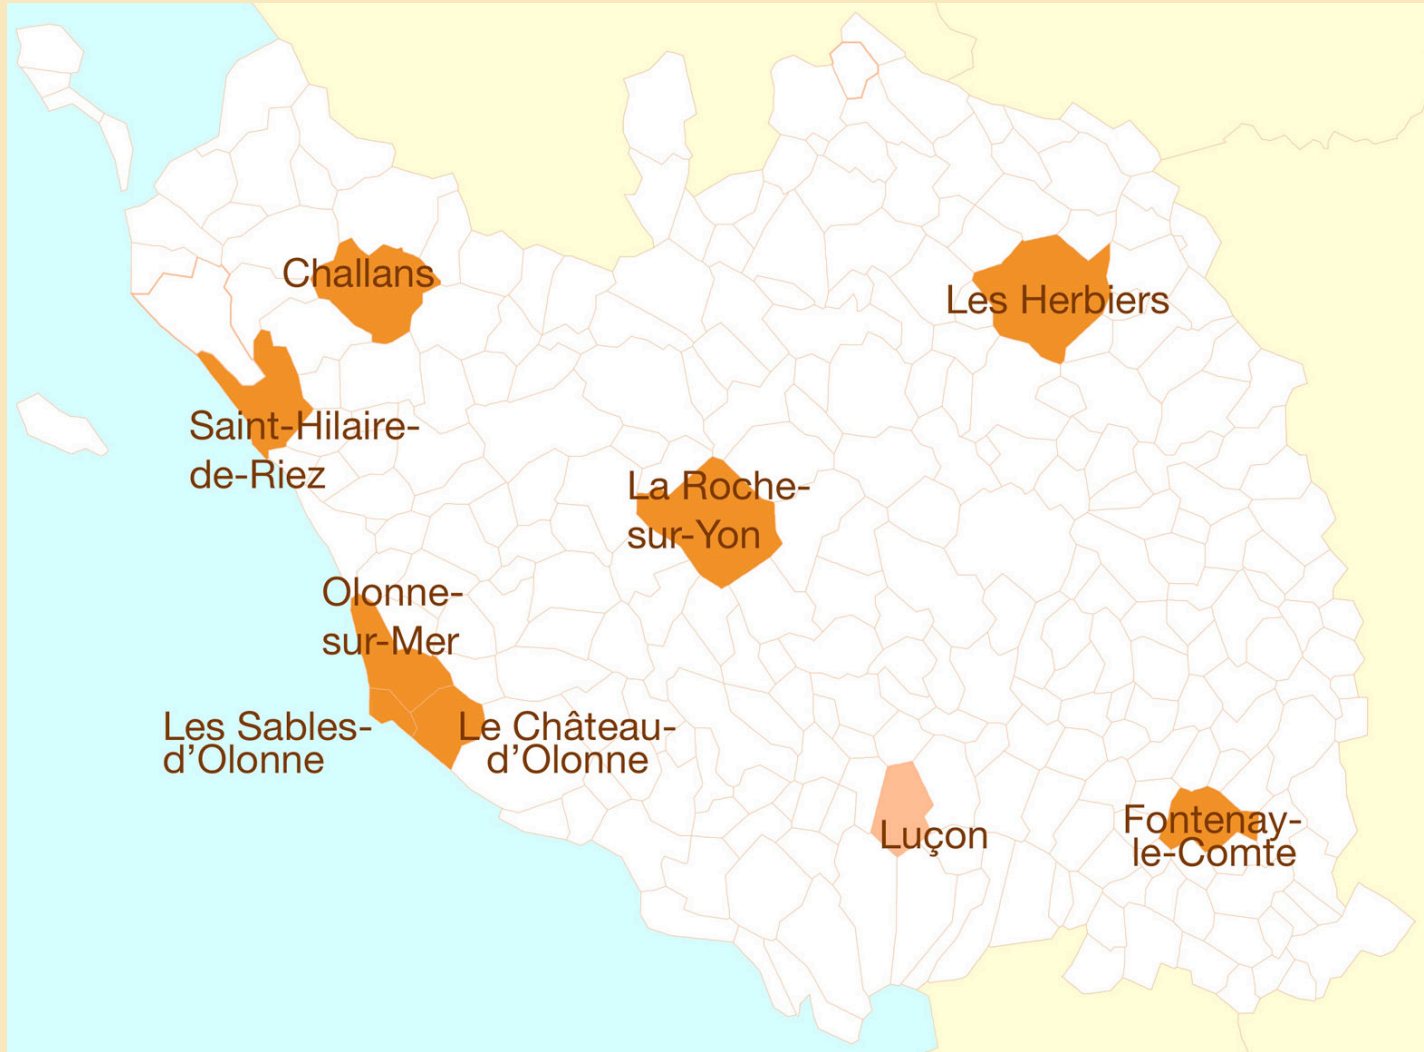 Challans
Les Herbiers
Saint-Hilaire-
de-Riez
La Roche-
sur-Yon
Olonne-
sur-Mer
Les Sables-
d’Olonne
Le Château-
d’Olonne
Luçon
Fontenay-
le-Comte